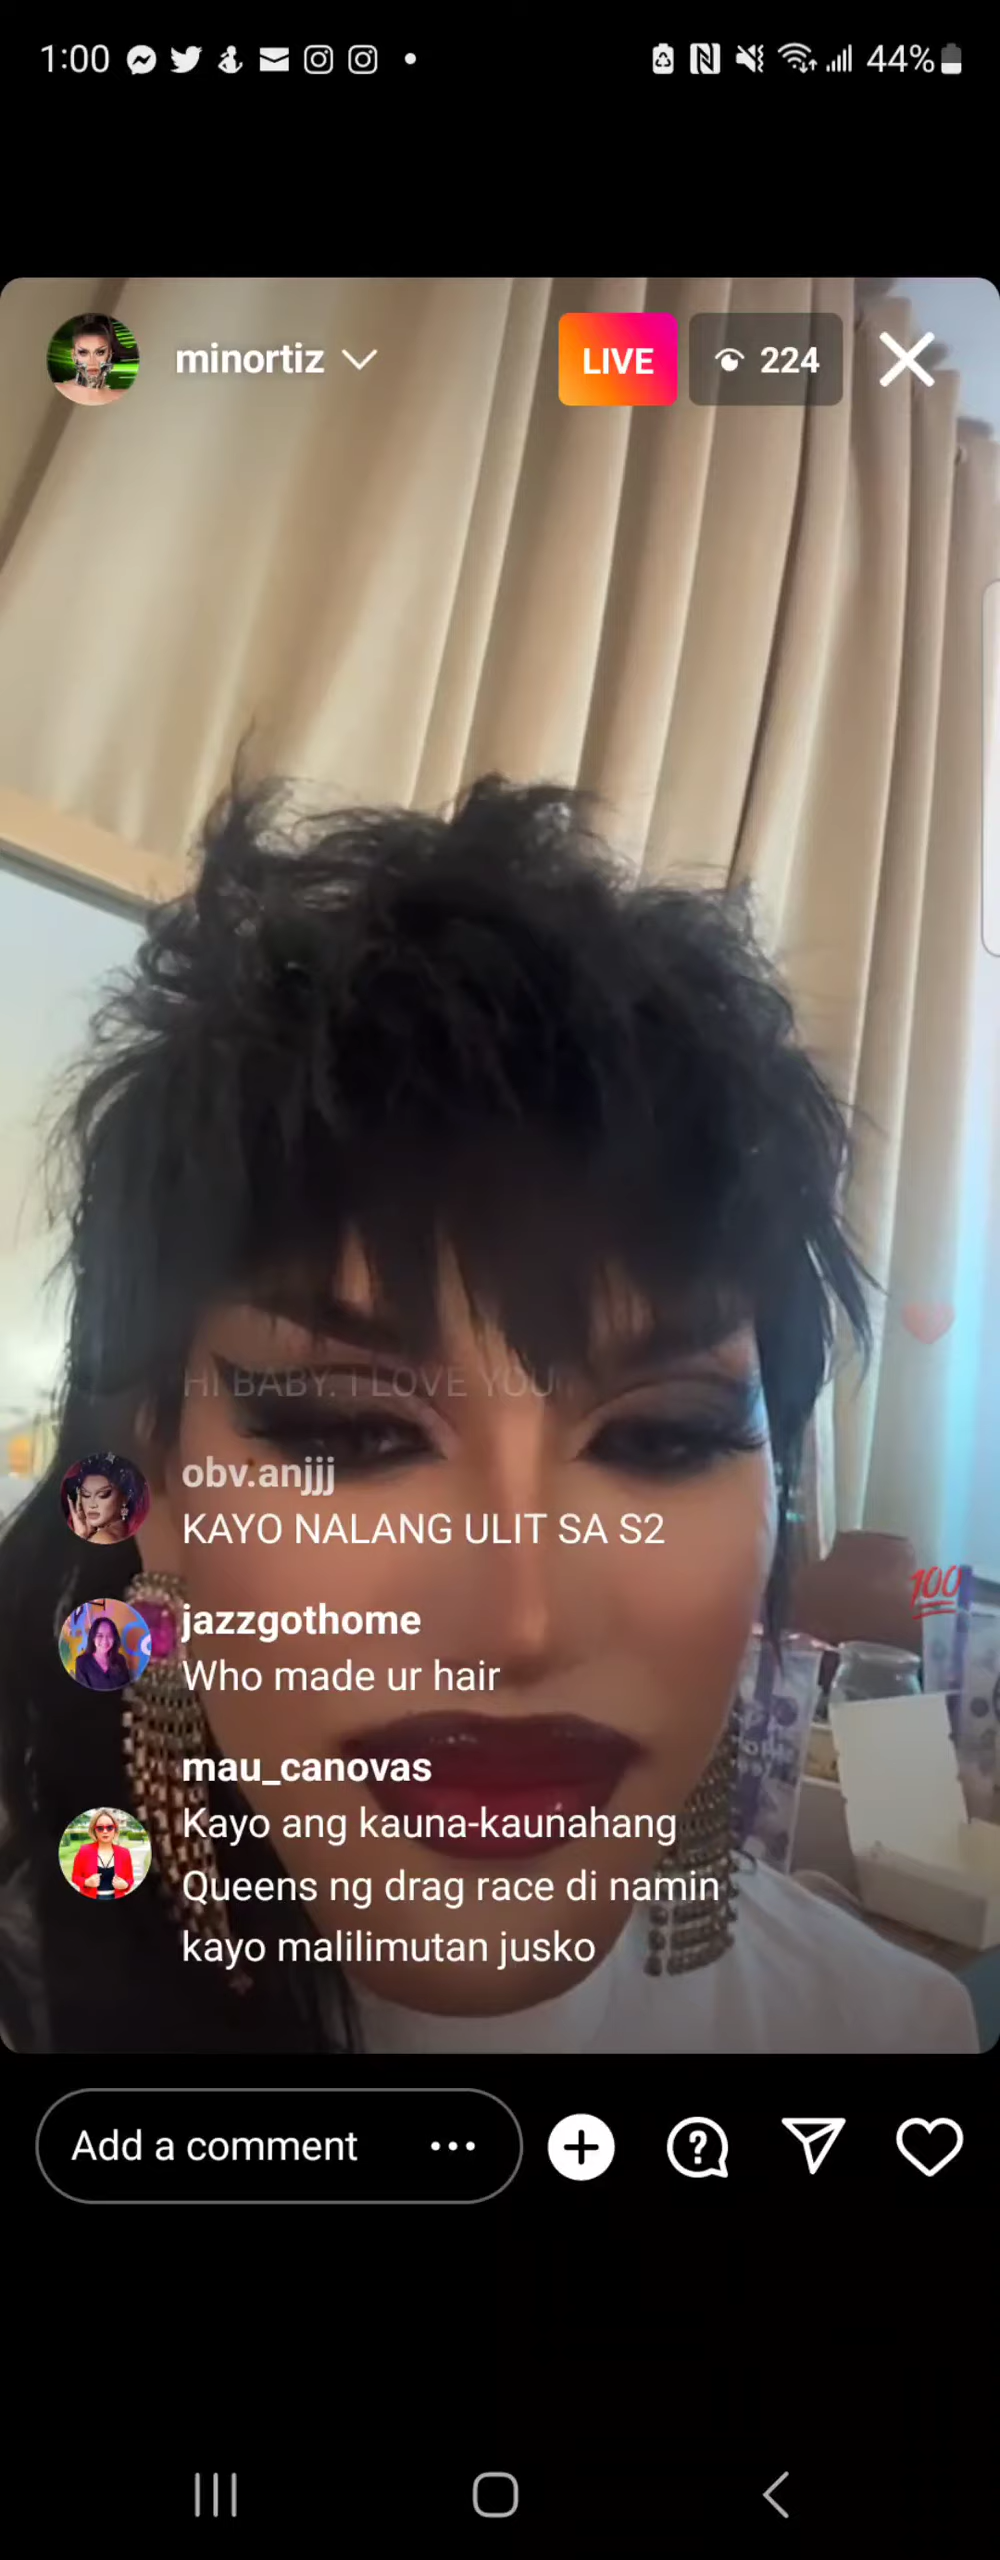 1:00
44%
minortiz
LIVE
224
HI BABY. I LOVE YOU
obv.anjjj
KAYO NALANG ULIT SA S2
jazzgothome
Who made ur hair
100
mau_canovas
Kayo ang kauna-kaunahang
Queens ng drag race di namin
kayo malilimutan jusko
Add a comment